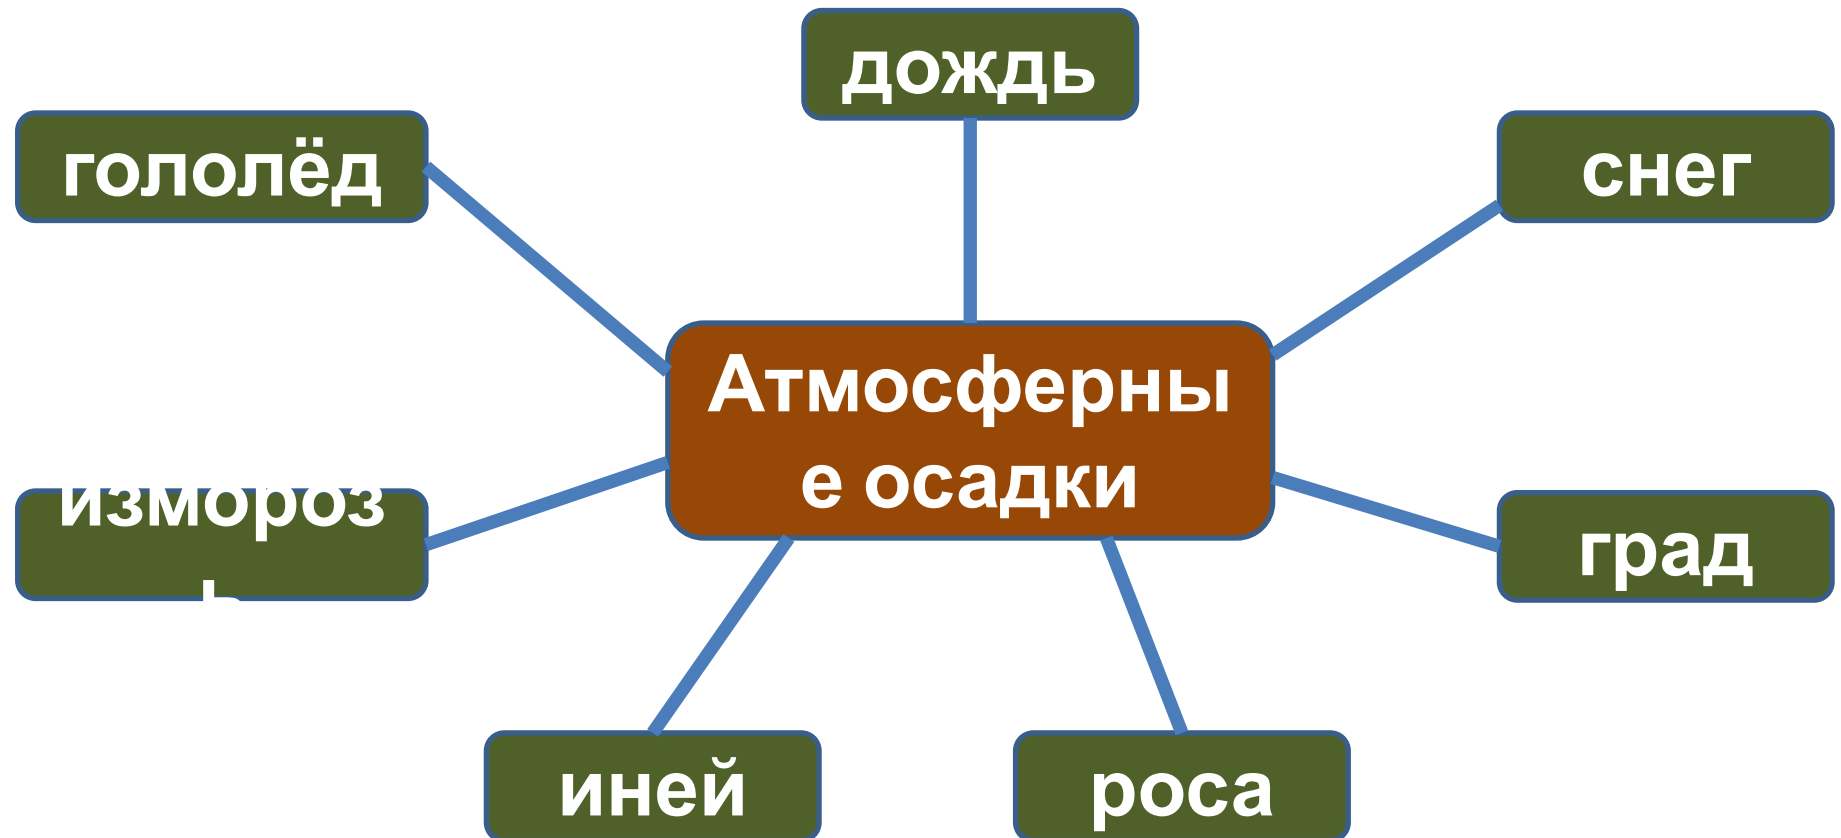 дождь
гололёд
снег
Атмосферны
е осадки
измороз
ь
град
иней
роса